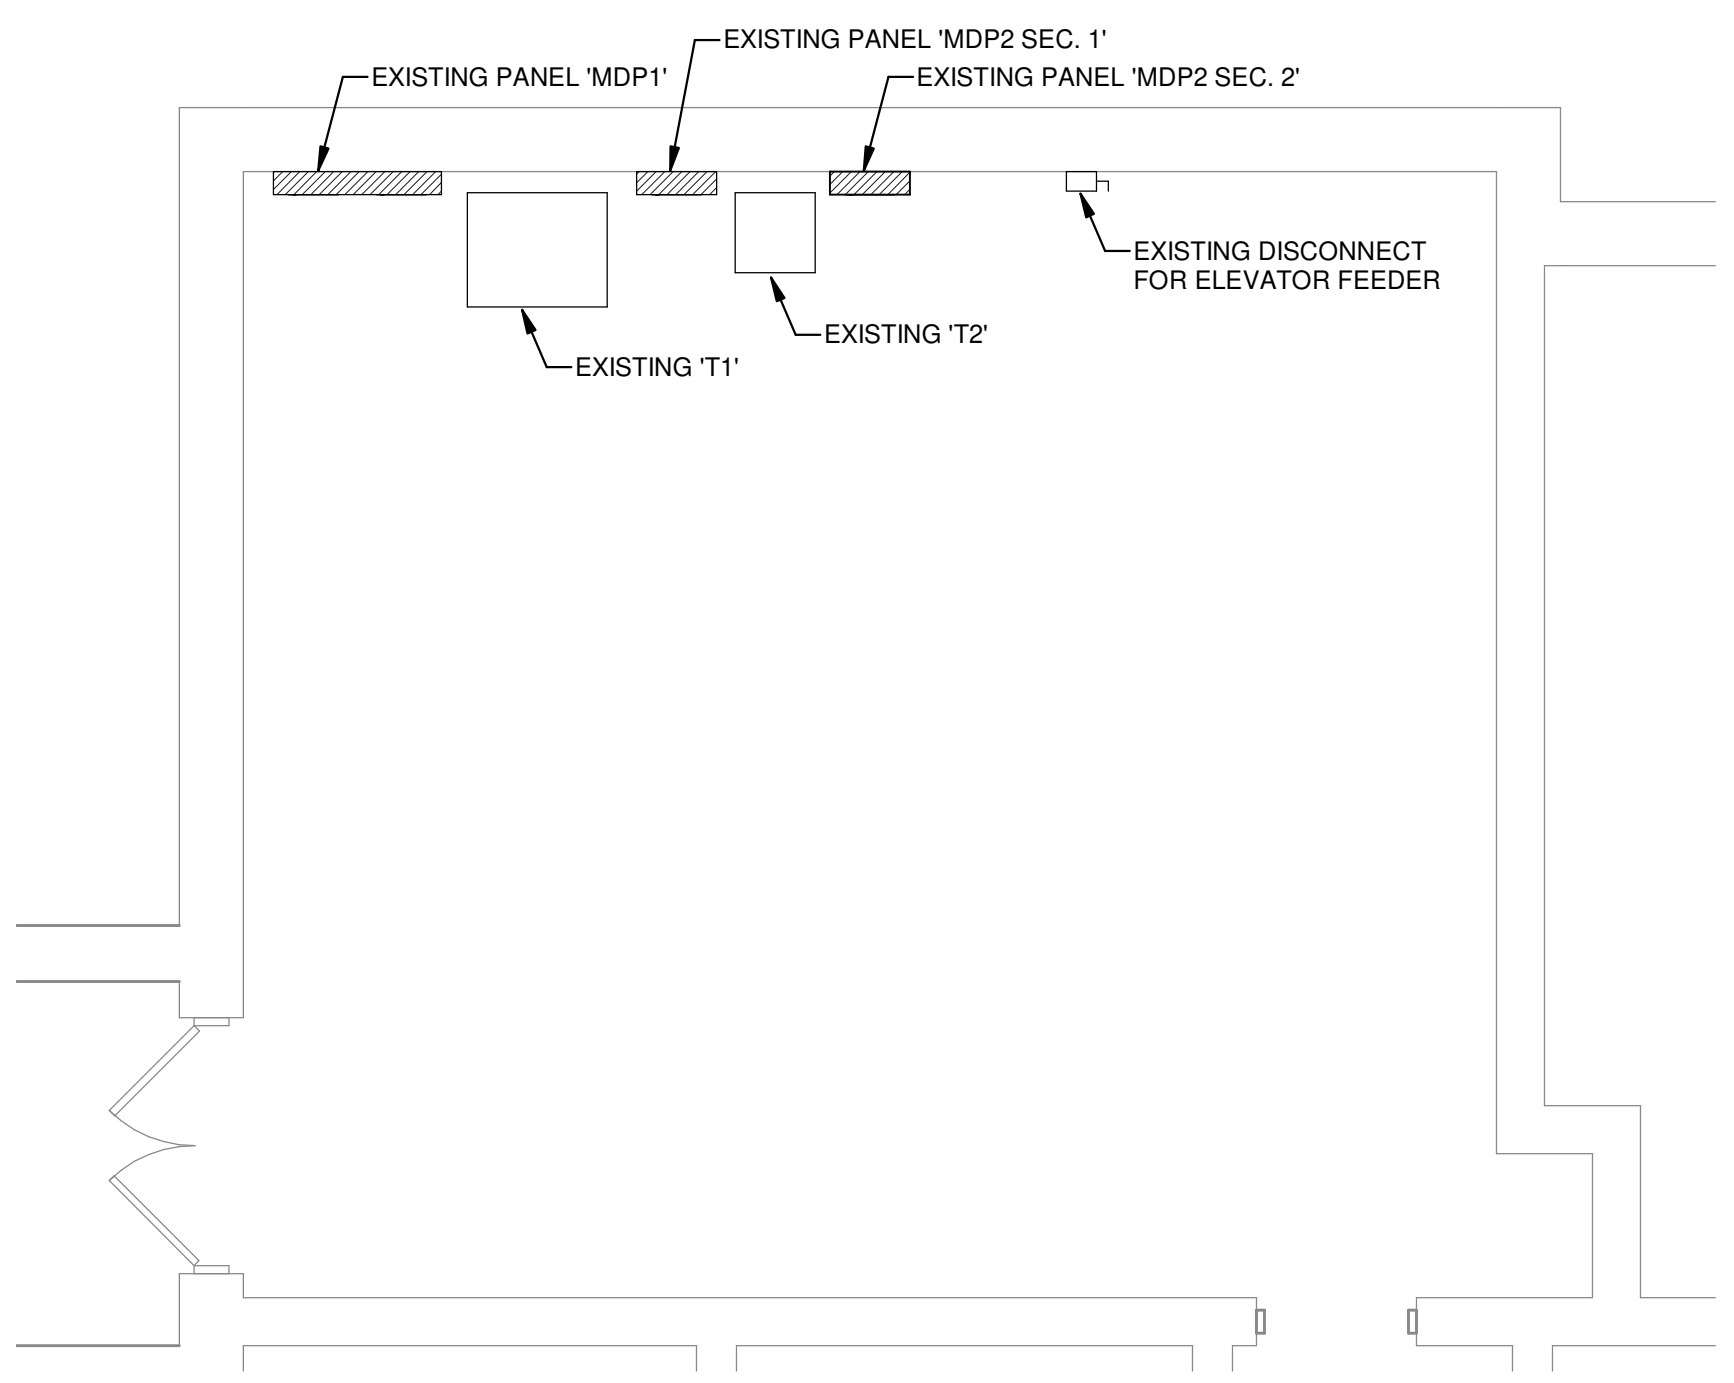 EXISTING PANEL 'MDP2 SEC. 1'
EXISTING PANEL 'MDP1'
EXISTING PANEL 'MDP2 SEC. 2'
EXISTING DISCONNECT
FOR ELEVATOR FEEDER
EXISTING 'T2'
EXISTING 'T1'